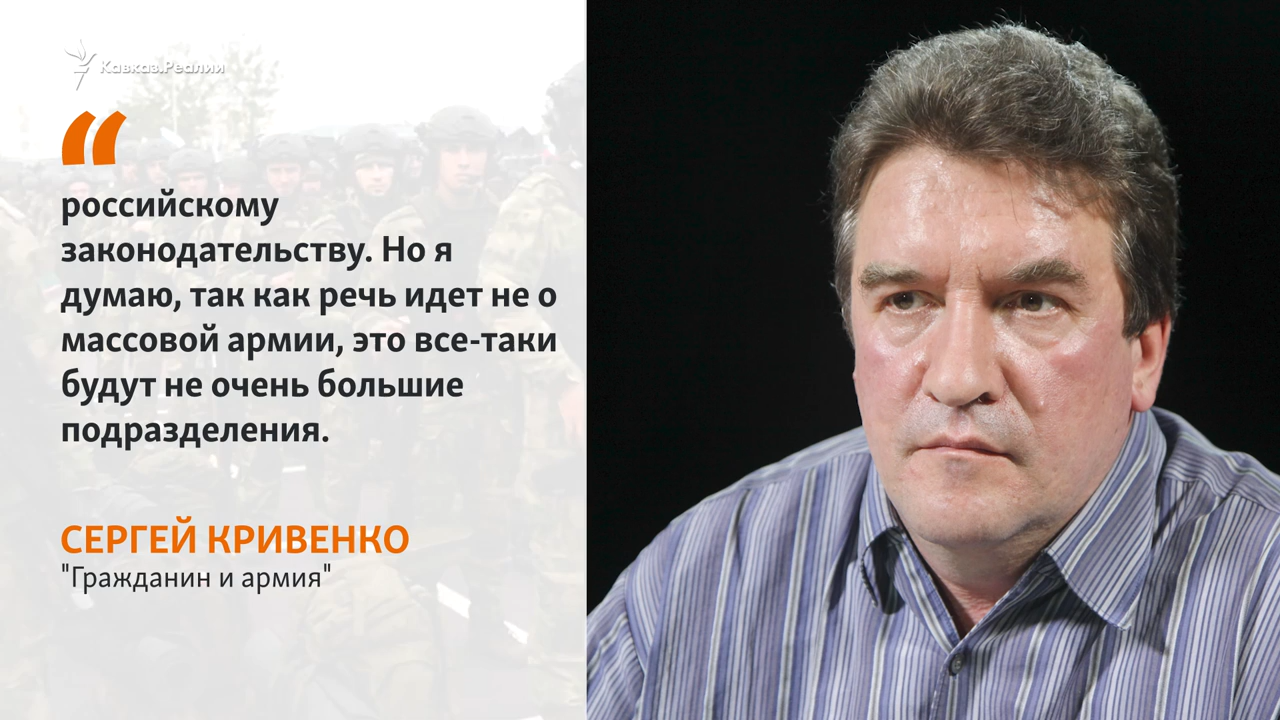 Кавказ.Реалии
“
российскому
законодательству. Но я
думаю, так как речь идет не о
массовой армии, это все-таки
будут не очень большие
подразделения.
СЕРГЕЙ КРИВЕНКО
"Гражданин и армия"